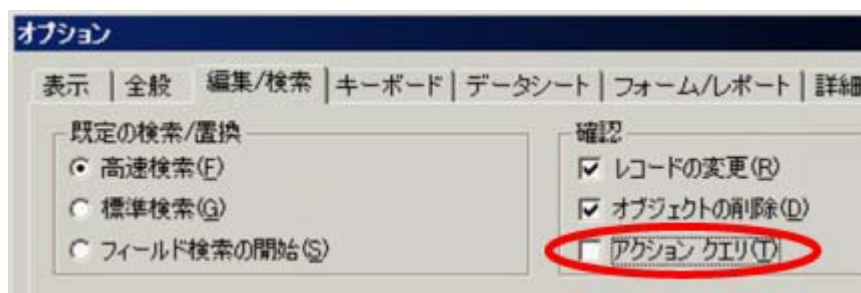 オプション
表示 全般 編集/検索 キーボード データシート フォーム/レポート 詳細
既定の検索/置換
高速検索(F)
標準検索(G)
フィールド検索の開始(S)
確認
レコードの変更(R)
オブジェクトの削除(D)
アクション クエリ(T)